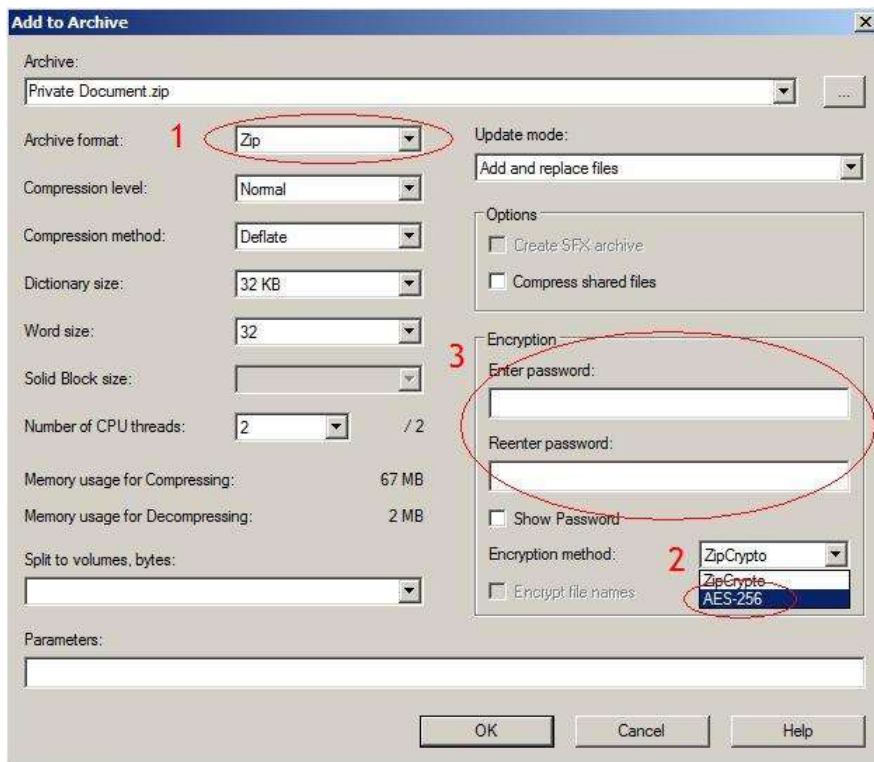 Add to Archive
Archive:
Private Document.zip
...
Archive format:
1
Zip
Update mode:
Add and replace files
Compression level:
Normal
Options
Create SFX archive
Compress shared files
Compression method:
Deflate
Dictionary size:
32 KB
Word size:
32
Solid Block size:
Number of CPU threads:
2
/ 2
Memory usage for Compressing:
67 MB
Memory usage for Decompressing:
2 MB
Split to volumes, bytes:
3
Encryption
Enter password:
Reenter password:
Show Password
Encryption method:
2
ZipCrypto
ZipCrypto
AES-256
Encrypt file names
Parameters:
OK
Cancel
Help